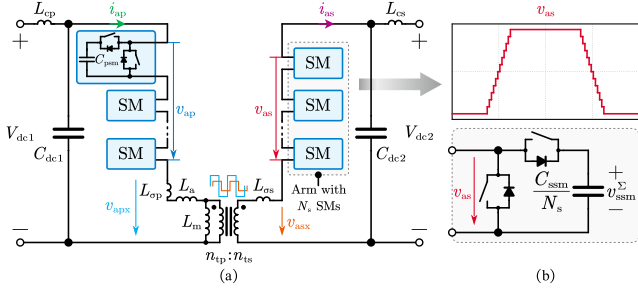 L_cp
i_ap
i_as
L_cs
v_as
+
+
C_psm
SM
SM
v_ap
v_as
SM
SM
V_dc1
C_dc1
SM
C_dc2
V_dc2
Arm with
N_s SMs
L_σp
L_a
L_σs
v_apx
L_m
v_asx
n_tp:n_ts
−
−
(a)
v_as
C_ssm
N_s
+
v^Σ_ssm
−
(b)